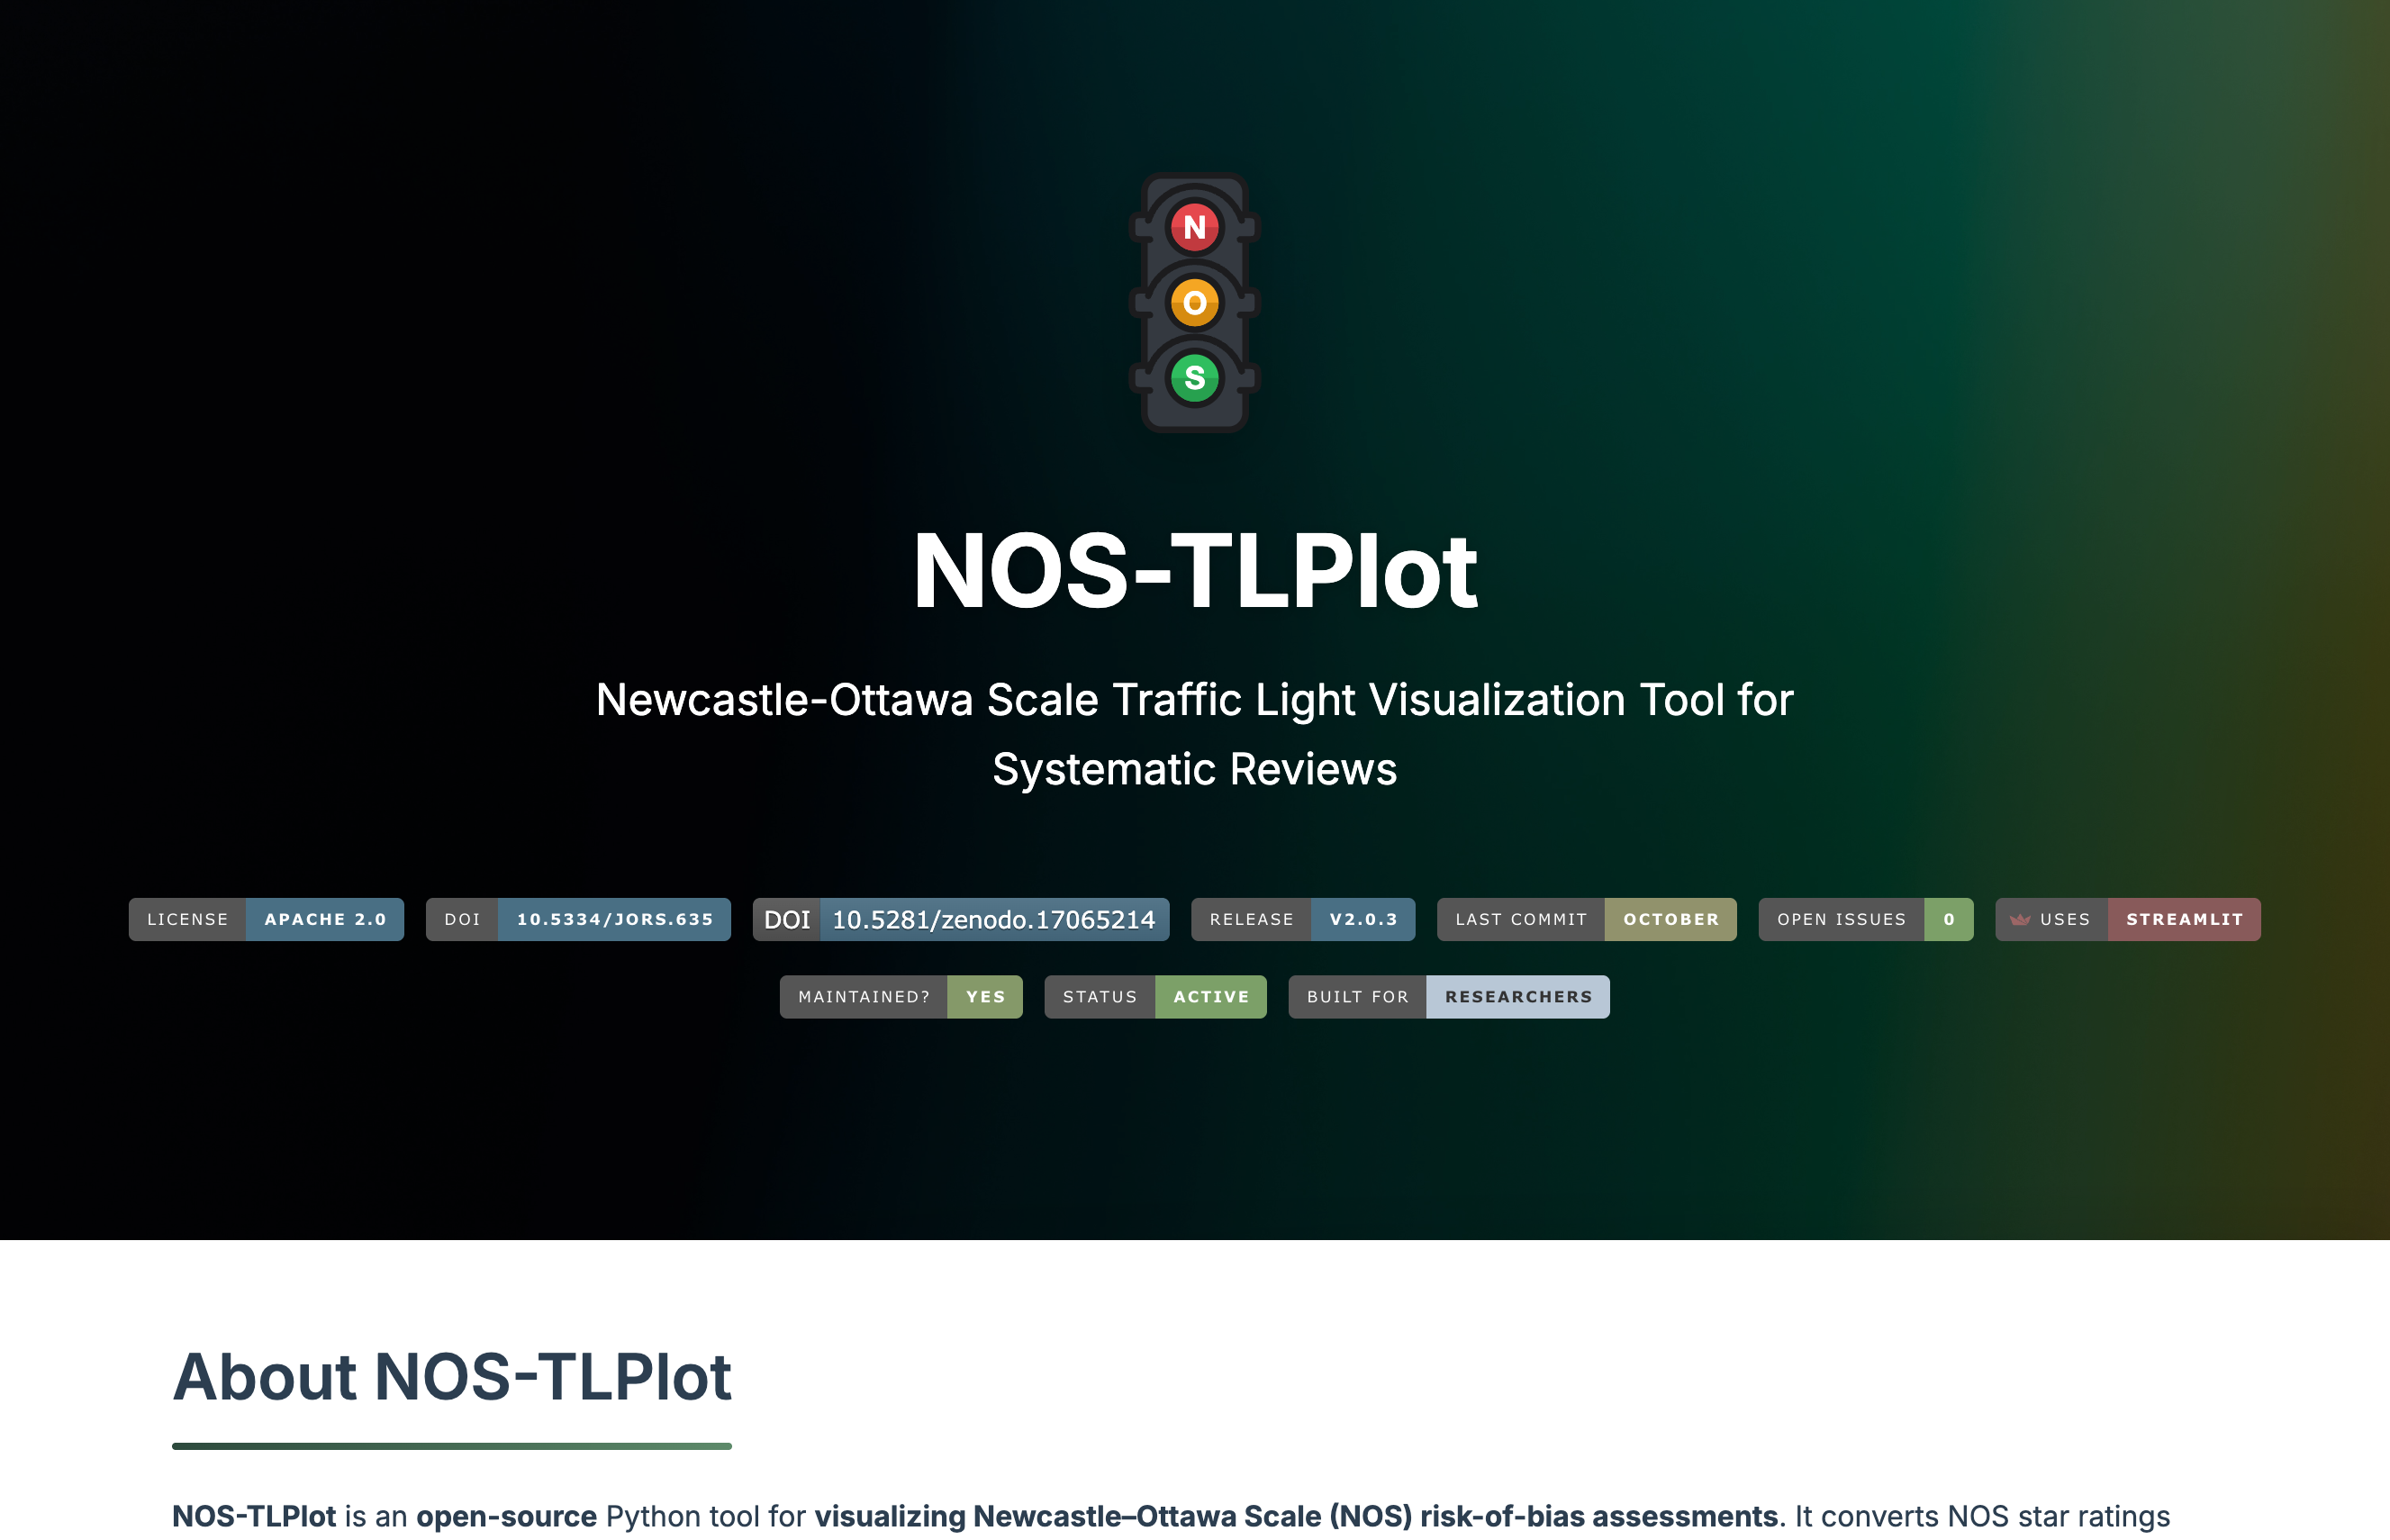 N
O
S
NOS-TLPlot
Newcastle-Ottawa Scale Traffic Light Visualization Tool for
Systematic Reviews
LICENSE APACHE 2.0 DOI 10.5334/JORS.635 DOI 10.5281/zenodo.17065214 RELEASE V2.0.3 LAST COMMIT OCTOBER OPEN ISSUES 0 USES STREAMLIT
MAINTAINED? YES STATUS ACTIVE BUILT FOR RESEARCHERS
About NOS-TLPlot
NOS-TLPlot is an open-source Python tool for visualizing Newcastle–Ottawa Scale (NOS) risk-of-bias assessments. It converts NOS star ratings